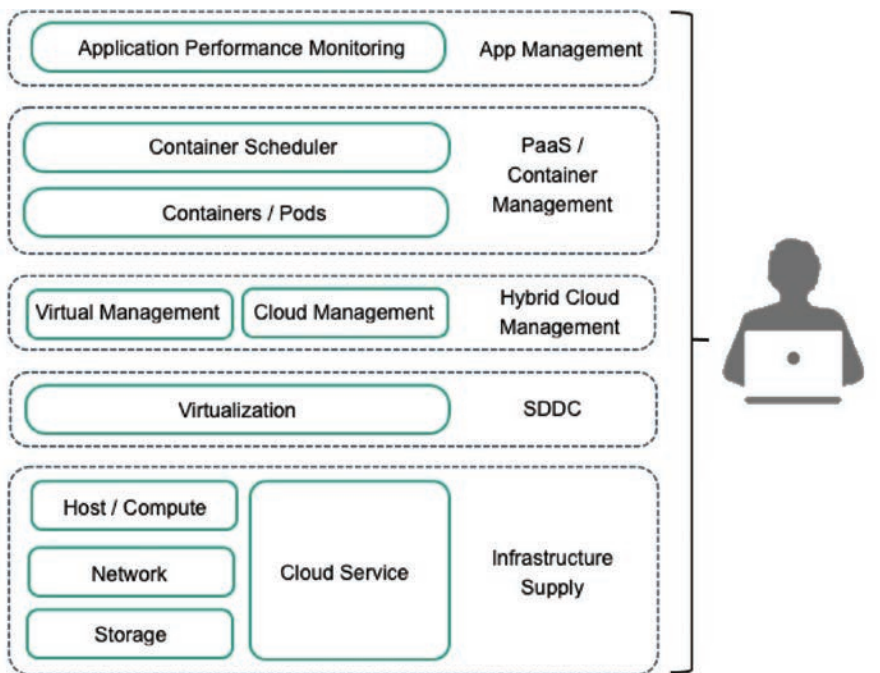 Application Performance Monitoring
App Management
Container Scheduler
Containers / Pods
PaaS /
Container
Management
Virtual Management
Cloud Management
Hybrid Cloud
Management
Virtualization
SDDC
Host / Compute
Network
Storage
Cloud Service
Infrastructure
Supply